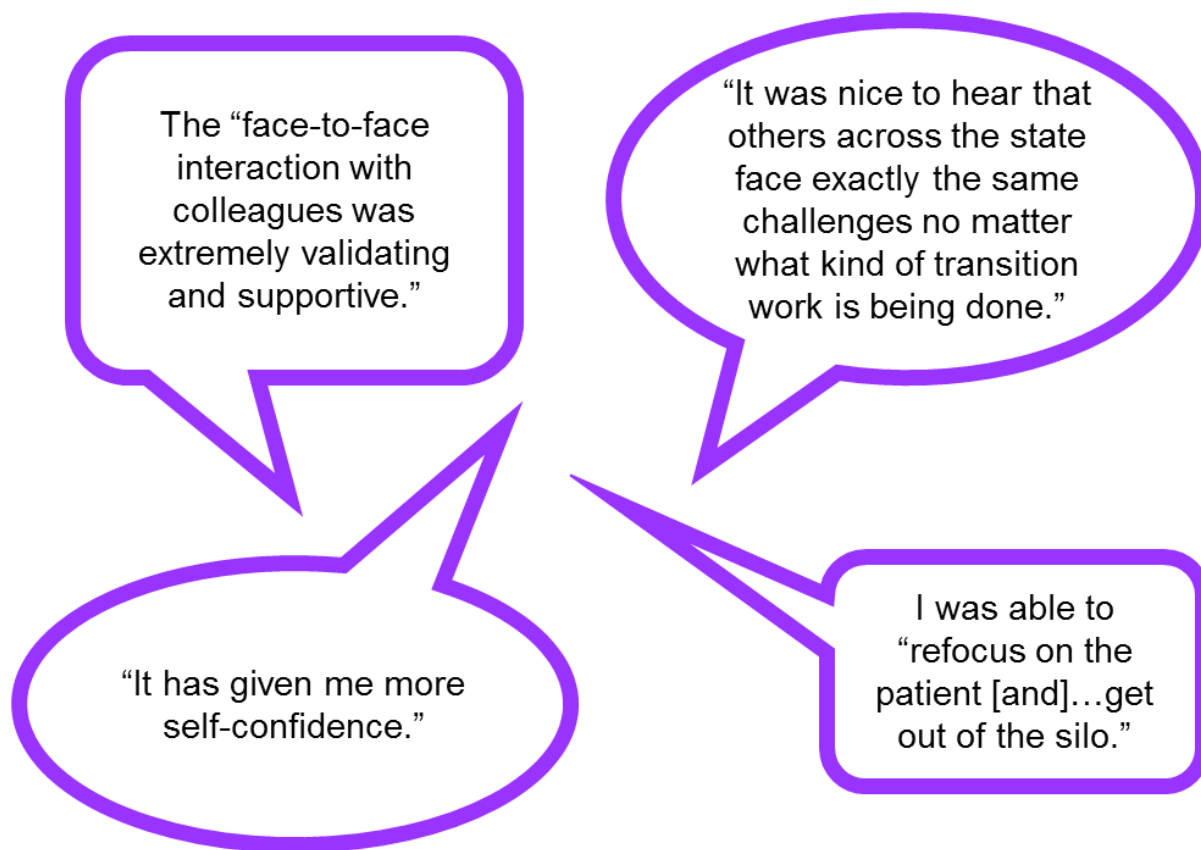 The “face-to-face
interaction with
colleagues was
extremely validating
and supportive.”
“It was nice to hear that
others across the state
face exactly the same
challenges no matter
what kind of transition
work is being done.”
“It has given me more
self-confidence.”
I was able to
“refocus on the
patient [and]…get
out of the silo.”